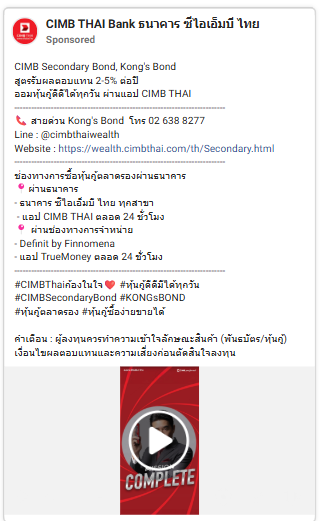 CIMB THAI Bank ธนาคาร ซีไอเอ็มบี ไทย
Sponsored
CIMB Secondary Bond, Kong's Bond
สูตรรับผลตอบแทน 2-5% ต่อปี
ออมหุ้นกู้ดีดีได้ทุกวัน ผ่านแอป CIMB THAI
----------------------------------------------------------------------
📞 สายด่วน Kong's Bond โทร 02 638 8277
Line : @cimbthaiwealth
Website : https://wealth.cimbthai.com/th/Secondary.html
----------------------------------------------------------------------
ช่องทางการซื้อหุ้นกู้ตลาดรองผ่านธนาคาร
📍 ผ่านธนาคาร
- ธนาคาร ซีไอเอ็มบี ไทย ทุกสาขา
- แอป CIMB THAI ตลอด 24 ชั่วโมง
📍 ผ่านช่องทางการจำหน่าย
- Definit by Finnomena
- แอป TrueMoney ตลอด 24 ชั่วโมง
----------------------------------------------------------------------
#CIMBThaiก้องในใจ❤️ #หุ้นกู้ดีดีมีได้ทุกวัน
#CIMBSecondaryBond #KONGsBOND
#หุ้นกู้ตลาดรอง #หุ้นกู้ซื้อง่ายขายได้
คำเตือน : ผู้ลงทุนควรทำความเข้าใจลักษณะสินค้า (พันธบัตร/หุ้นกู้)
เงื่อนไขผลตอบแทนและความเสี่ยงก่อนตัดสินใจลงทุน
MISSION
COMPLETE